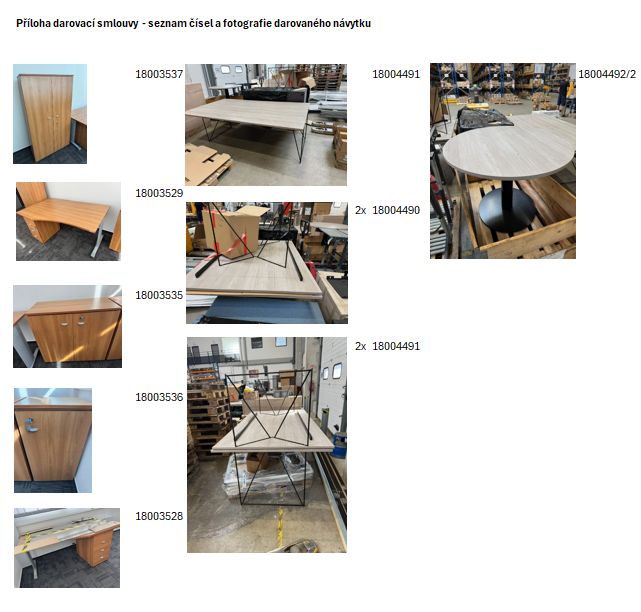 Příloha darovací smlouvy - seznam čísel a fotografie darovaného návytku
18003537
18004491
18004492/2
18003529
2x 18004490
18003535
2x 18004491
18003536
18003528